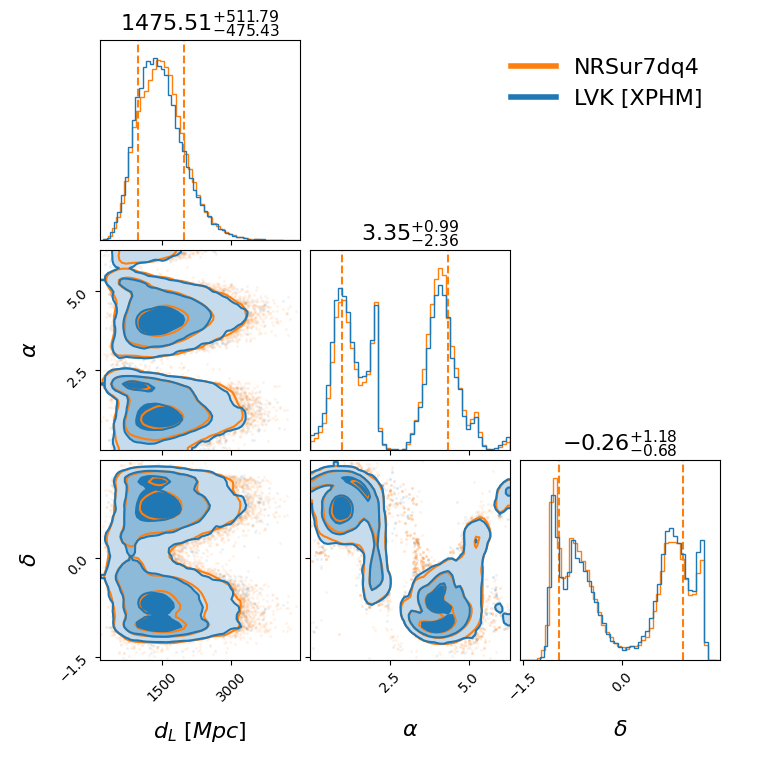 1475.51+511.79−475.43
NRSur7dq4
LVK [XPHM]
3.35+0.99−2.36
α
5.0
2.5
−0.26+1.18−0.68
δ
0.0
−1.5
1500
3000
2.5
5.0
−1.5
0.0
d_L [Mpc]
α
δ